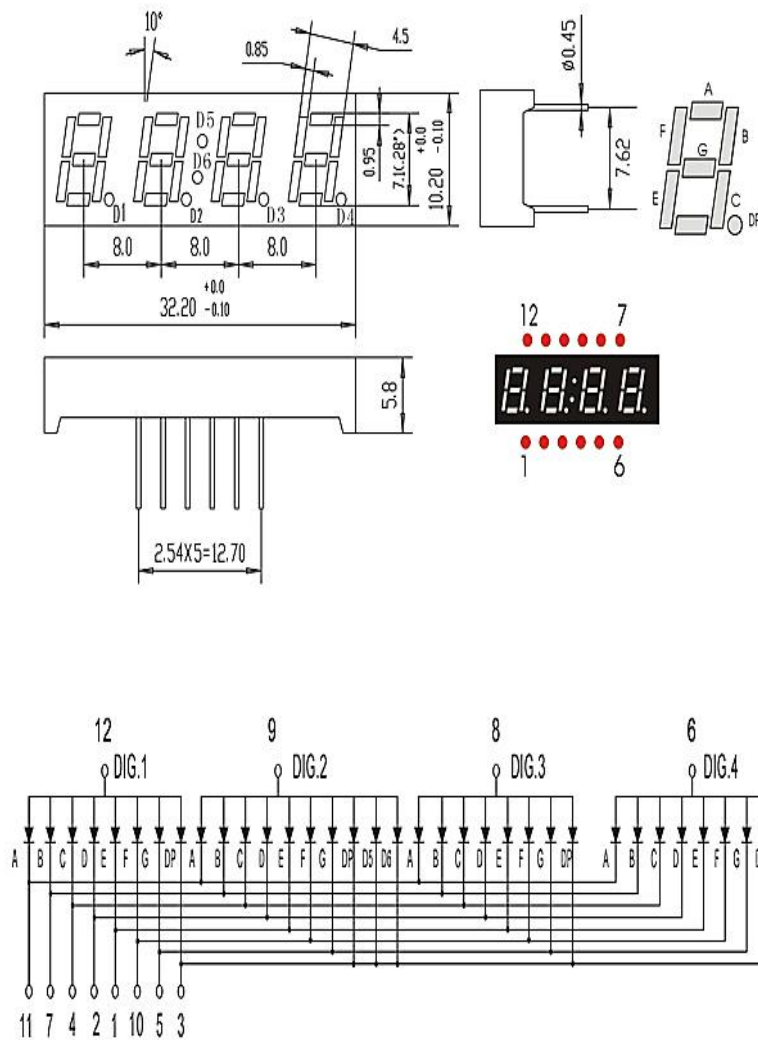 10°
0.85
4.5
D5
D6
D1 D2 D3 D4
8.0 8.0 8.0
32.20 +0.0 -0.10
0.95
7.1(.28")
10.20 +0.0 -0.10
ø0.45
7.62
A
F B
G
E C
DP
12 7
1 6
5.8
2.54X5=12.70
12 9 8 6
DIG.1 DIG.2 DIG.3 DIG.4
A B C D E F G DP A B C D E F G DP D5 D6 A B C D E F G DP A B C D E F G
11 7 4 2 1 10 5 3